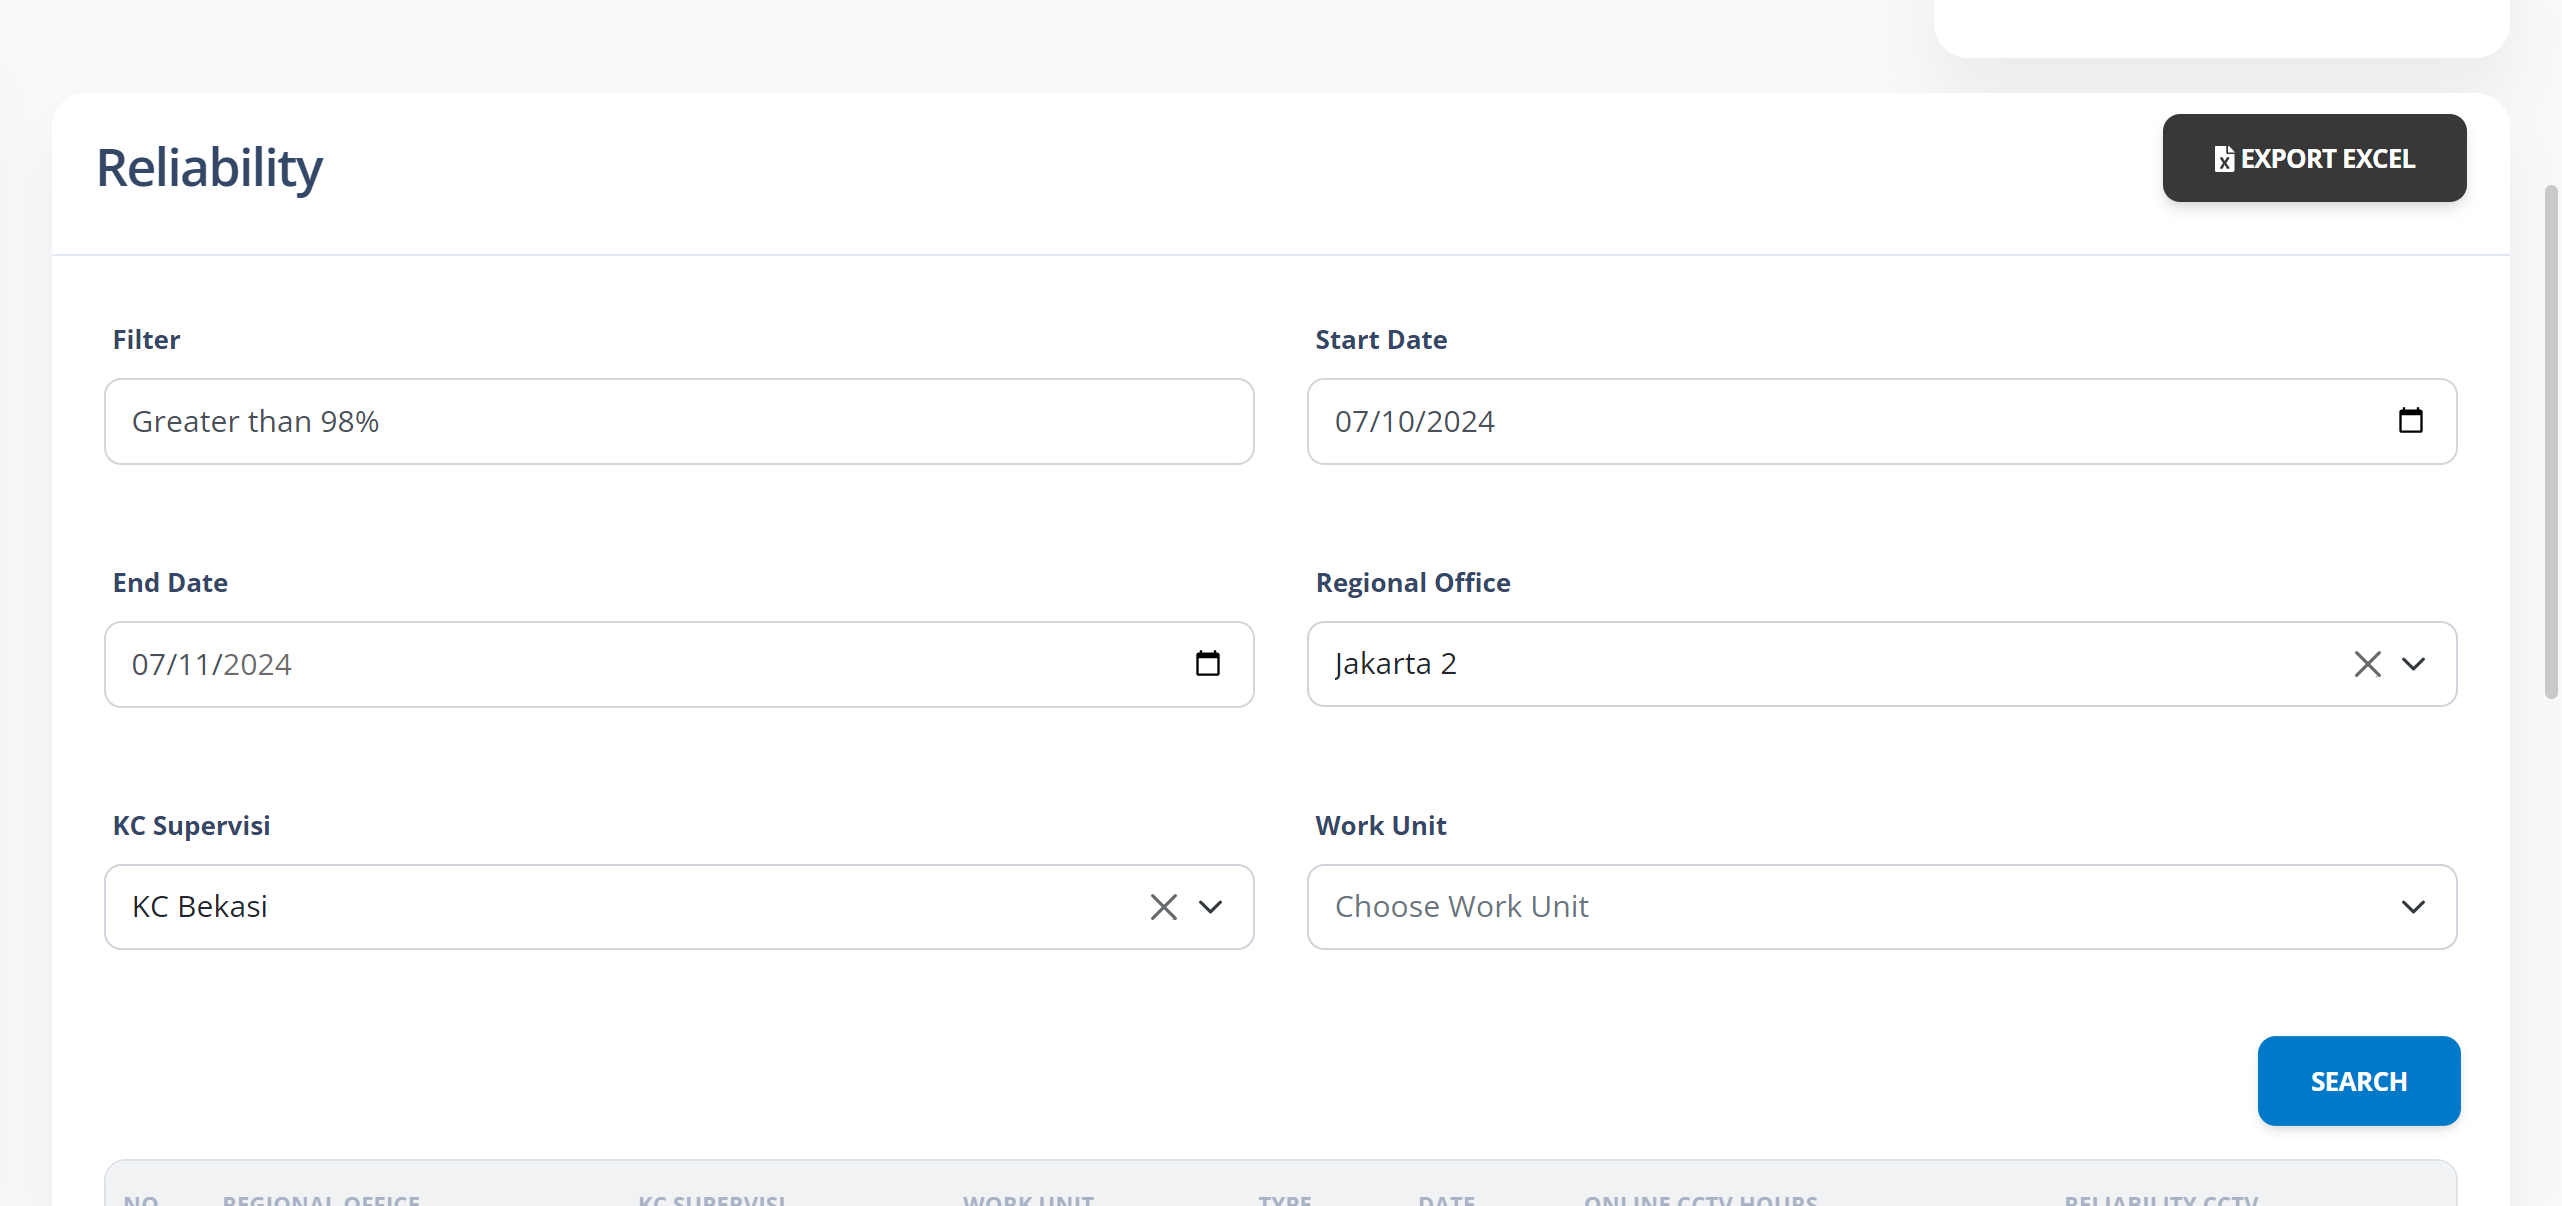 Reliability
EXPORT EXCEL
Filter
Start Date
Greater than 98%
07/10/2024
End Date
Regional Office
07/11/2024
Jakarta 2
KC Supervisi
Work Unit
KC Bekasi
Choose Work Unit
SEARCH
NO REGIONAL OFFICE KC SUPERVISI WORK UNIT TYPE DATE ONLINE CCTV HOURS RELIABILITY CCTV